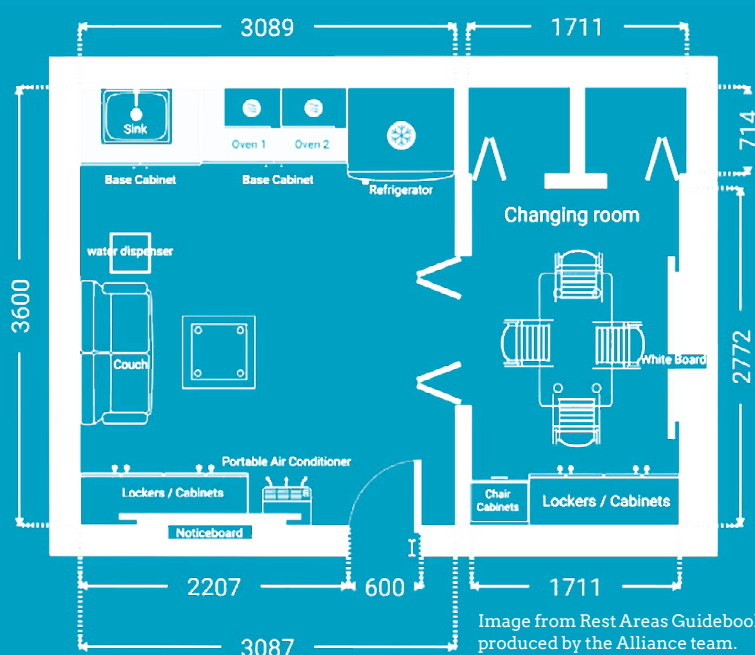 3089
1711
714
Sink
Oven 1
Oven 2
Base Cabinet
Base Cabinet
Refrigerator
Changing room
water dispenser
3600
2772
Couch
White Board
Portable Air Conditioner
Lockers / Cabinets
Chair
Cabinets
Lockers / Cabinets
Noticeboard
2207
600
1711
3087
Image from Rest Areas Guideboo
produced by the Alliance team.